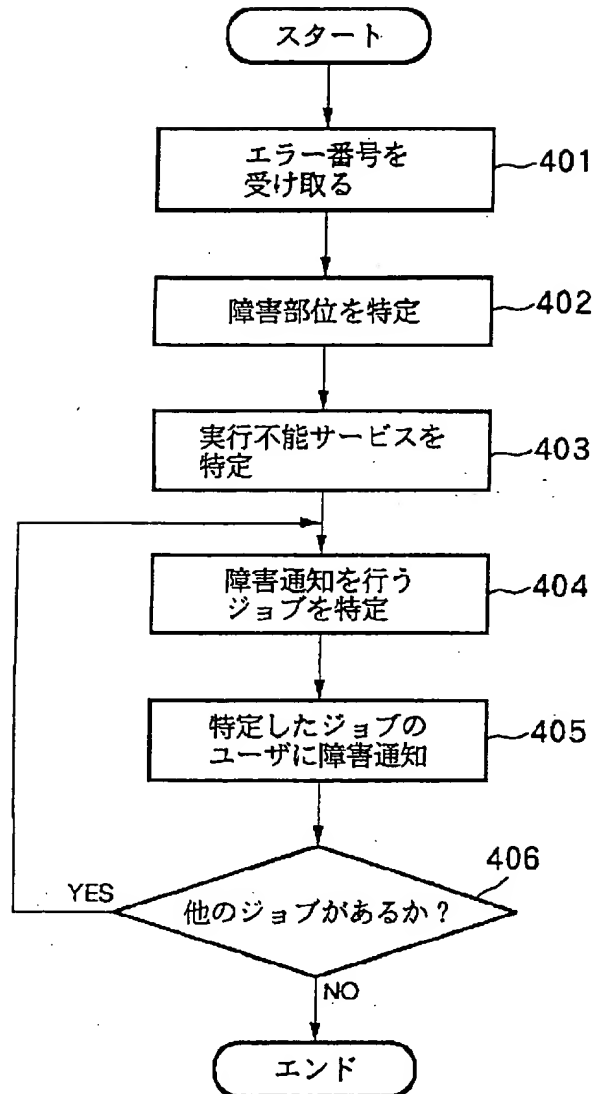 スタート
エラー番号を
受け取る
401
障害部位を特定
402
実行不能サービスを
特定
403
障害通知を行う
ジョブを特定
404
特定したジョブの
ユーザに障害通知
405
406
YES
他のジョブがあるか？
NO
エンド